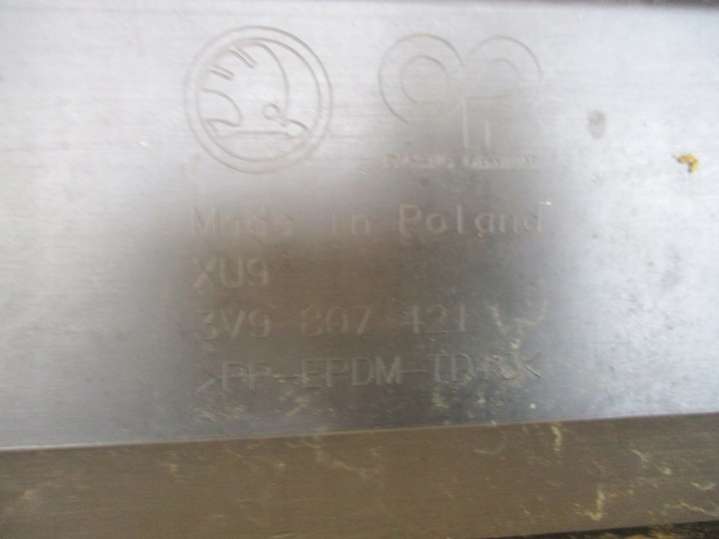 Made in Poland
XU9
3V9 807 421
>PP-EPDM-TD